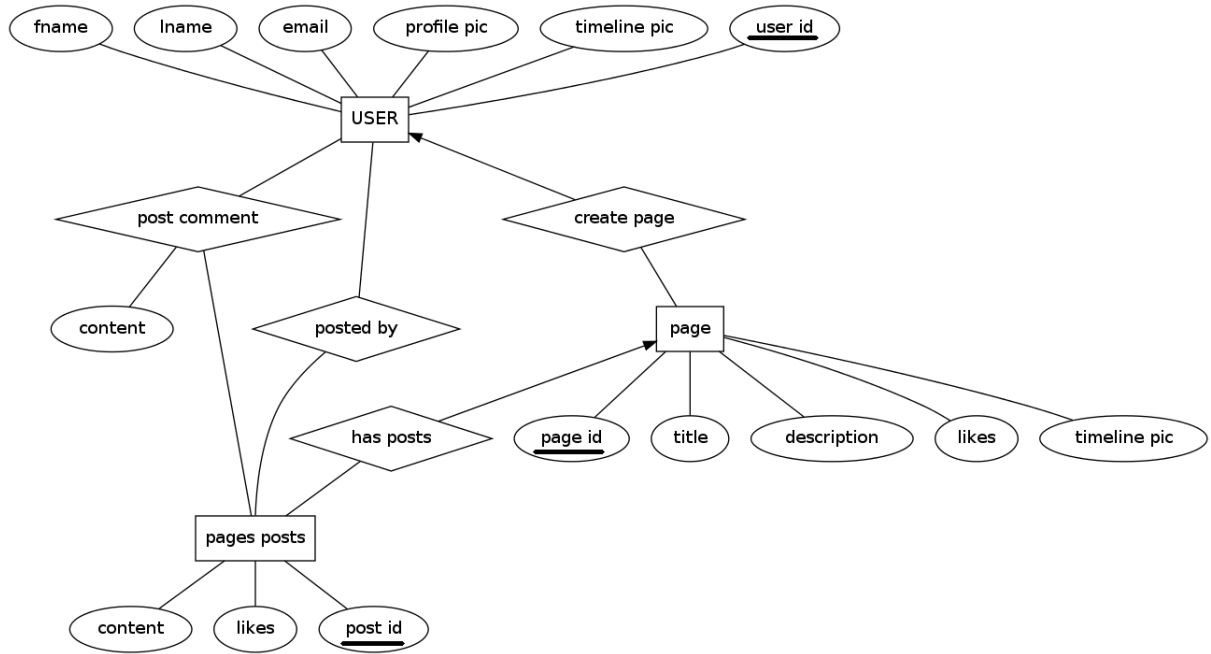 fname
lname
email
profile pic
timeline pic
user id
USER
post comment
create page
content
posted by
page
has posts
page id
title
description
likes
timeline pic
pages posts
content
likes
post id